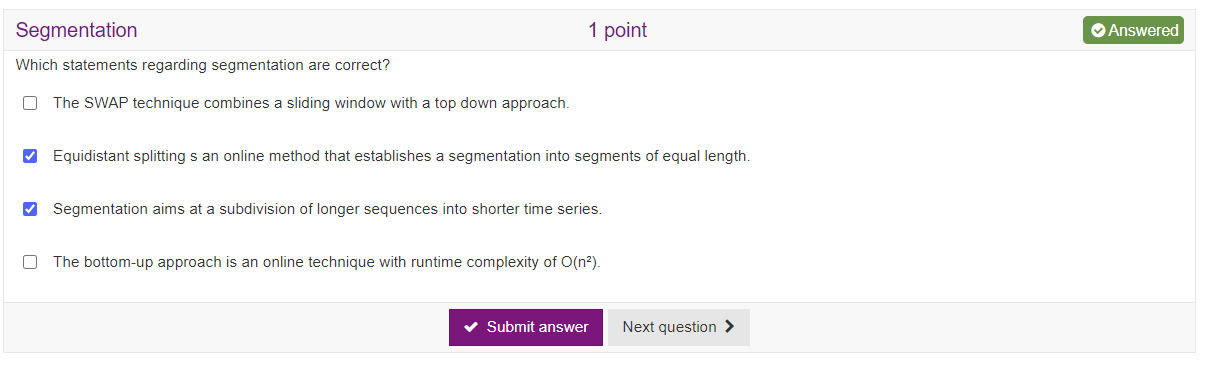 Segmentation 1 point Answered
Which statements regarding segmentation are correct?
The SWAP technique combines a sliding window with a top down approach.
Equidistant splitting s an online method that establishes a segmentation into segments of equal length.
Segmentation aims at a subdivision of longer sequences into shorter time series.
The bottom-up approach is an online technique with runtime complexity of O(n²).
Submit answer Next question